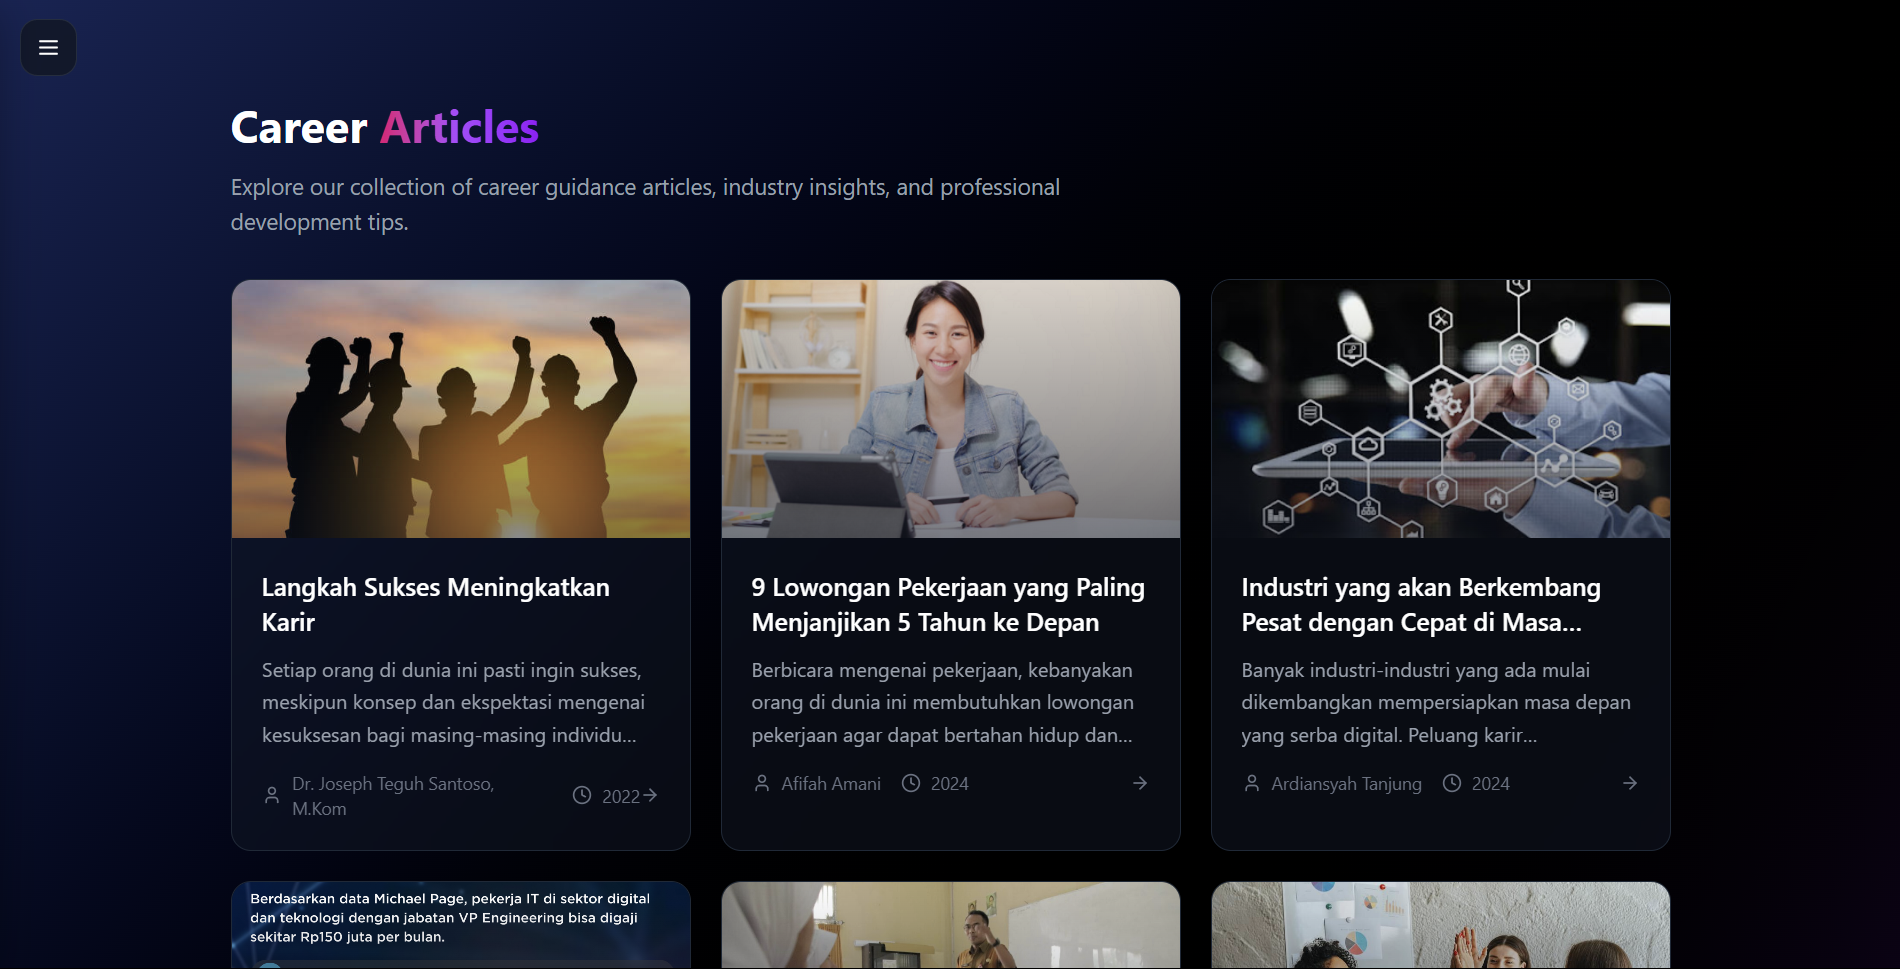 Career Articles
Explore our collection of career guidance articles, industry insights, and professional
development tips.
Langkah Sukses Meningkatkan
Karir
Setiap orang di dunia ini pasti ingin sukses,
meskipun konsep dan ekspektasi mengenai
kesuksesan bagi masing-masing individu...
Dr. Joseph Teguh Santoso,
M.Kom
2022
9 Lowongan Pekerjaan yang Paling
Menjanjikan 5 Tahun ke Depan
Berbicara mengenai pekerjaan, kebanyakan
orang di dunia ini membutuhkan lowongan
pekerjaan agar dapat bertahan hidup dan...
Afifah Amani
2024
Industri yang akan Berkembang
Pesat dengan Cepat di Masa...
Banyak industri-industri yang ada mulai
dikembangkan mempersiapkan masa depan
yang serba digital. Peluang karir...
Ardiansyah Tanjung
2024
Berdasarkan data Michael Page, pekerja IT di sektor digital
dan teknologi dengan jabatan VP Engineering bisa digaji
sekitar Rp150 juta per bulan.